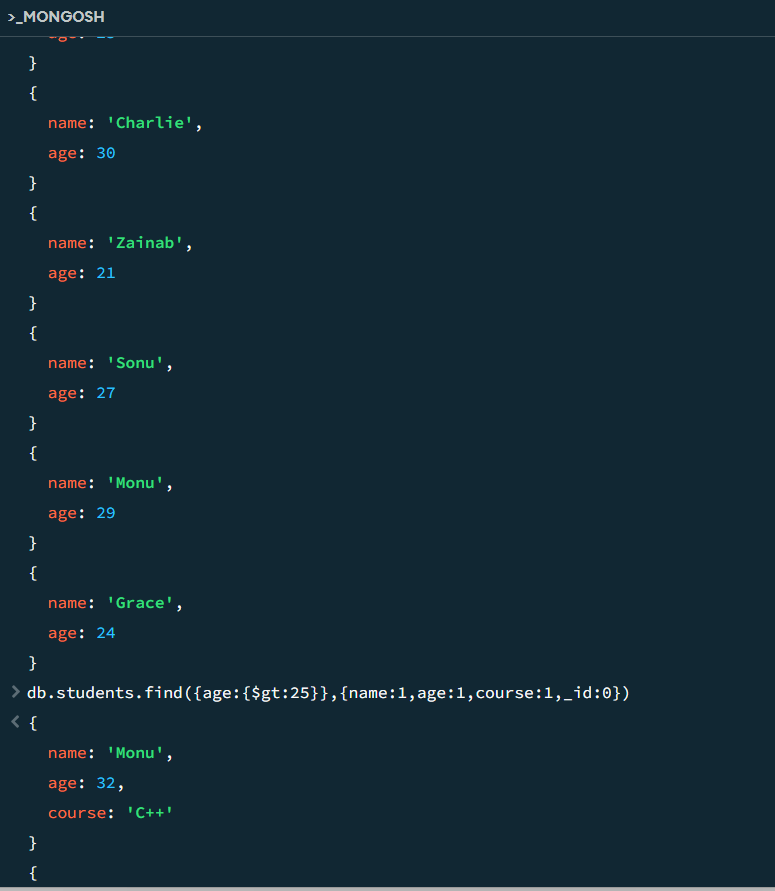 >_MONGOSH
}
{
name: 'Charlie',
age: 30
}
{
name: 'Zainab',
age: 21
}
{
name: 'Sonu',
age: 27
}
{
name: 'Monu',
age: 29
}
{
name: 'Grace',
age: 24
}
> db.students.find({age:{$gt:25}},{name:1,age:1,course:1,_id:0})
< {
name: 'Monu',
age: 32,
course: 'C++'
}
{